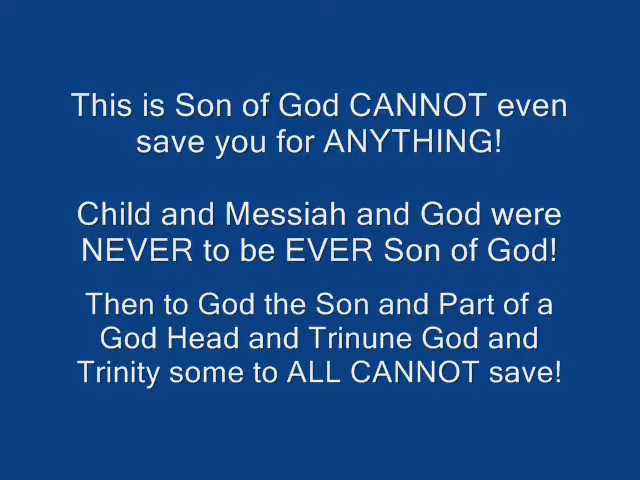 This is Son of God CANNOT even
save you for ANYTHING!
Child and Messiah and God were
NEVER to be EVER Son of God!
Then to God the Son and Part of a
God Head and Trinune God and
Trinity some to ALL CANNOT save!